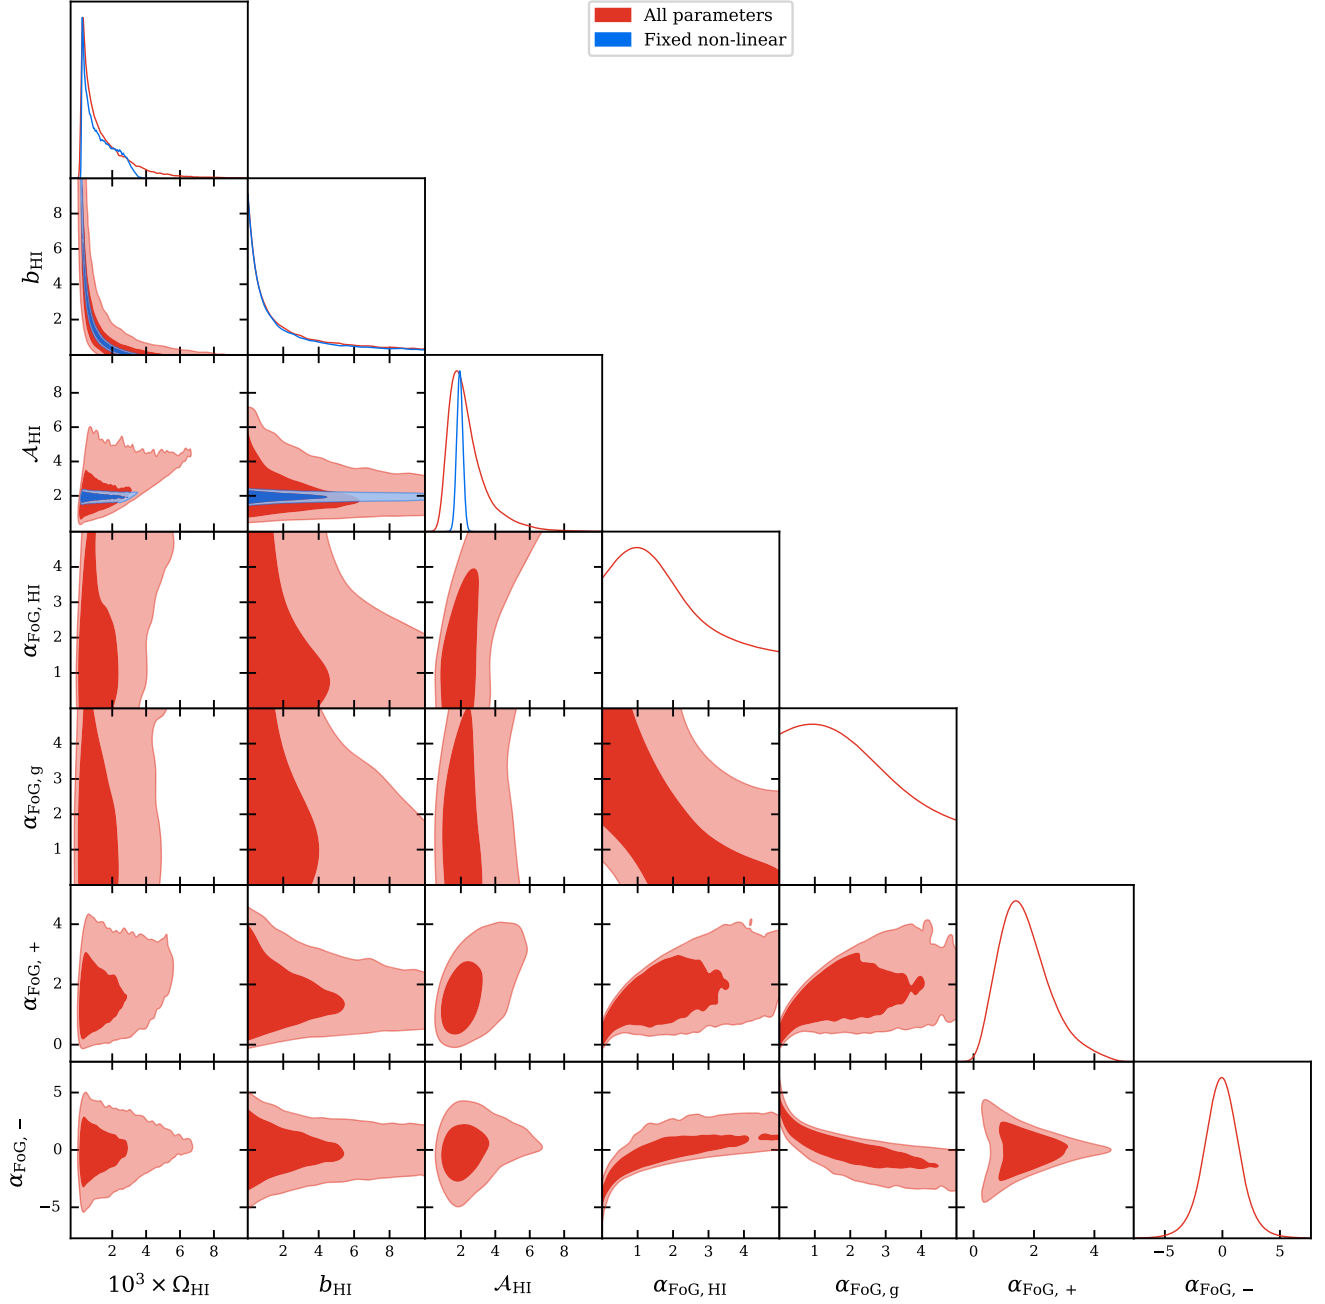 All parameters
Fixed non-linear
b_HI
8
6
4
2
𝒜_HI
8
6
4
2
α_FoG, HI
4
3
2
1
α_FoG, g
4
3
2
1
α_FoG, +
4
2
0
α_FoG, −
5
0
−5
2 4 6 8 2 4 6 8 2 4 6 8 1 2 3 4 1 2 3 4 0 2 4 −5 0 5
10³ × Ω_HI b_HI 𝒜_HI α_FoG, HI α_FoG, g α_FoG, + α_FoG, −